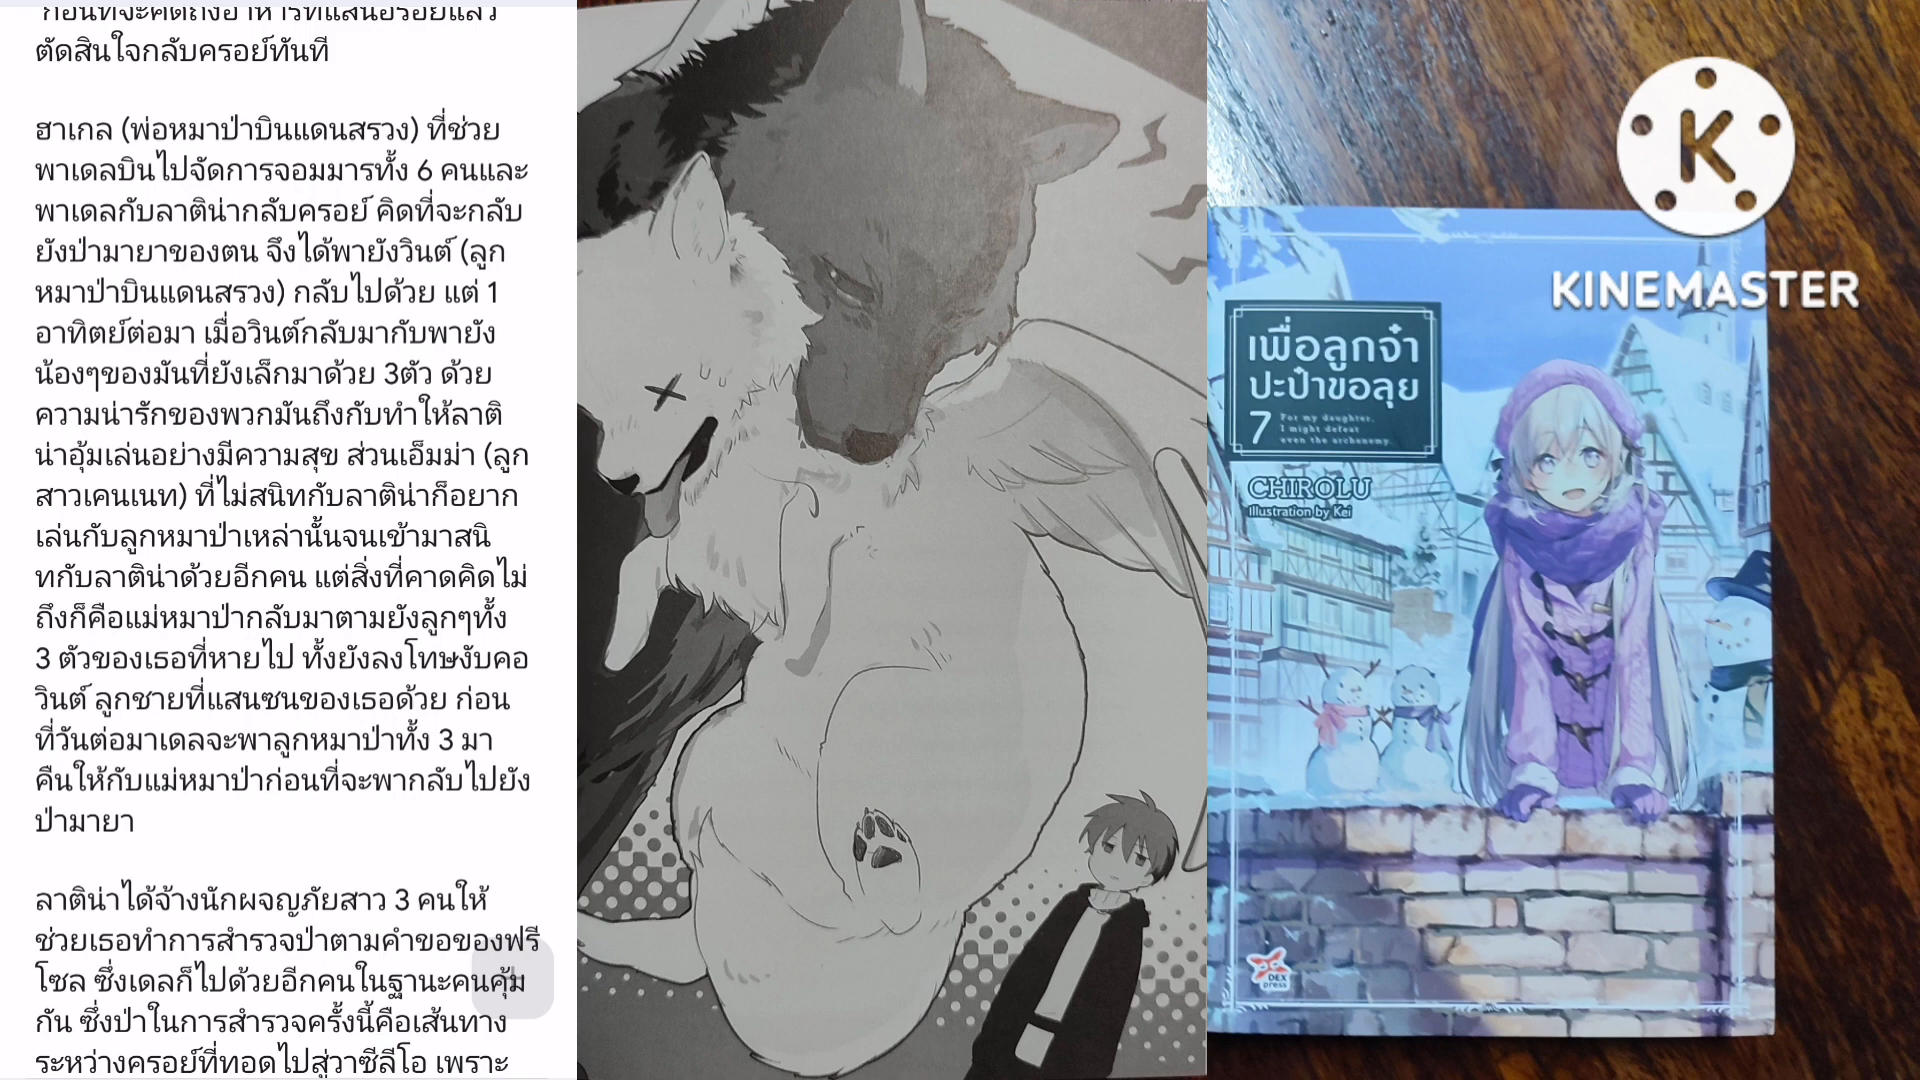 ก่อนที่จะคิดถึงอาหารที่แสนอร่อยแล้ว
ตัดสินใจกลับครอย์ทันที
ฮาเกล (พ่อหมาป่าบินแดนสรวง) ที่ช่วย
พาเดลบินไปจัดการจอมมารทั้ง 6 คนและ
พาเดลกับลาติน่ากลับครอย์ คิดที่จะกลับ
ยังป่ามายาของตน จึงได้พายังวินต์ (ลูก
หมาป่าบินแดนสรวง) กลับไปด้วย แต่ 1
อาทิตย์ต่อมา เมื่อวินต์กลับมากับพายัง
น้องๆของมันที่ยังเล็กมาด้วย 3ตัว ด้วย
ความน่ารักของพวกมันถึงกับทำให้ลาติ
น่าอุ้มเล่นอย่างมีความสุข ส่วนเอ็มม่า (ลูก
สาวเคนเนท) ที่ไม่สนิทกับลาติน่าก็อยาก
เล่นกับลูกหมาป่าเหล่านั้นจนเข้ามาสนิ
ทกับลาติน่าด้วยอีกคน แต่สิ่งที่คาดคิดไม่
ถึงก็คือแม่หมาป่ากลับมาตามยังลูกๆทั้ง
3 ตัวของเธอที่หายไป ทั้งยังลงโทษงับคอ
วินต์ ลูกชายที่แสนซนของเธอด้วย ก่อน
ที่วันต่อมาเดลจะพาลูกหมาป่าทั้ง 3 มา
คืนให้กับแม่หมาป่าก่อนที่จะพากลับไปยัง
ป่ามายา
ลาติน่าได้จ้างนักผจญภัยสาว 3 คนให้
ช่วยเธอทำการสำรวจป่าตามคำขอของฟรี
โซล ซึ่งเดลก็ไปด้วยอีกคนในฐานะคนคุ้ม
กัน ซึ่งป่าในการสำรวจครั้งนี้คือเส้นทาง
ระหว่างครอย์ที่ทอดไปสู่วาซีลีโอ เพราะ
K
KINEMASTER
เพื่อลูกจ๋า
ปะป๋าขอลุย
7
For my daughter,
I might defeat
even the archenemy.
CHIROLU
Illustration by Kei
DEX
press